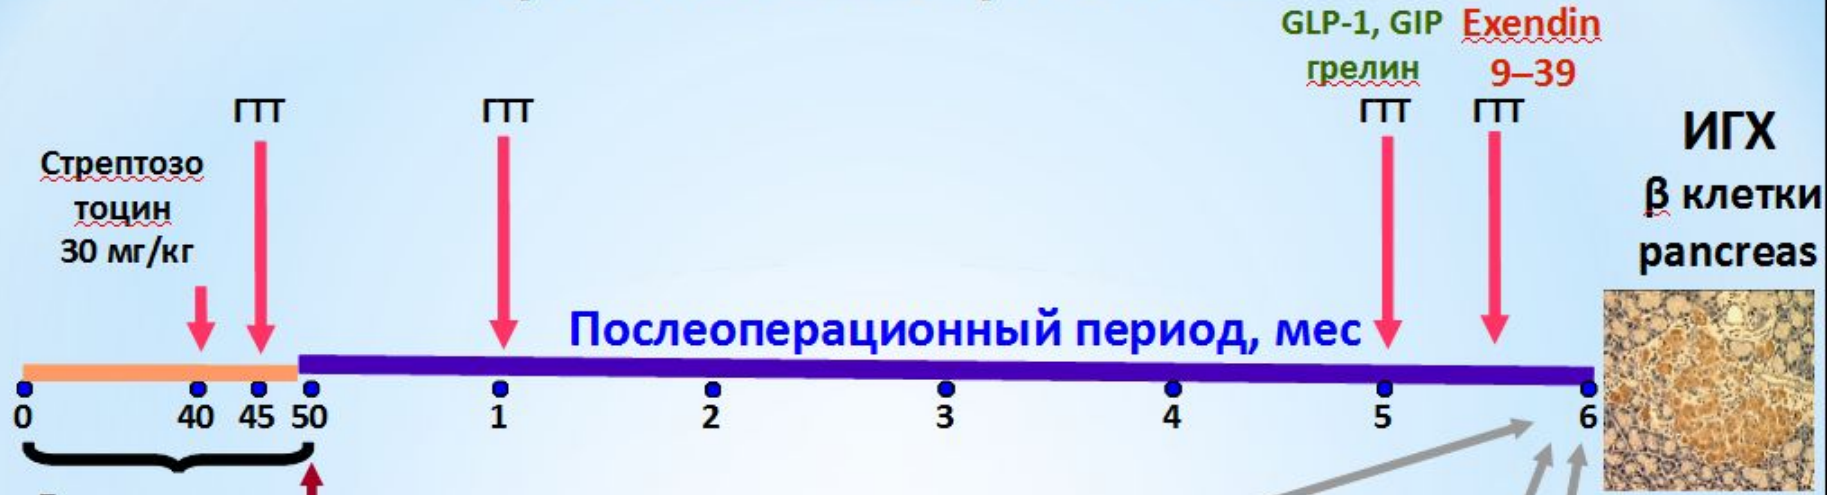 GLP-1, GIP
грелин
Exendin
9–39
ГТТ
ГТТ
ГТТ
ГТТ
ИГХ
β клетки
pancreas
Стрептозо
тоцин
30 мг/кг
Послеоперационный период, мес
0
40
45
50
1
2
3
4
5
6